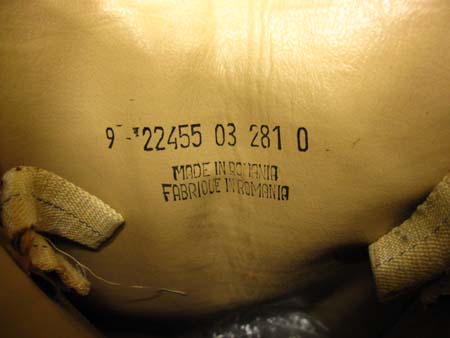 9 22455 03 281 0
MADE IN ROMANIA
FABRIQUE IN ROMANIA